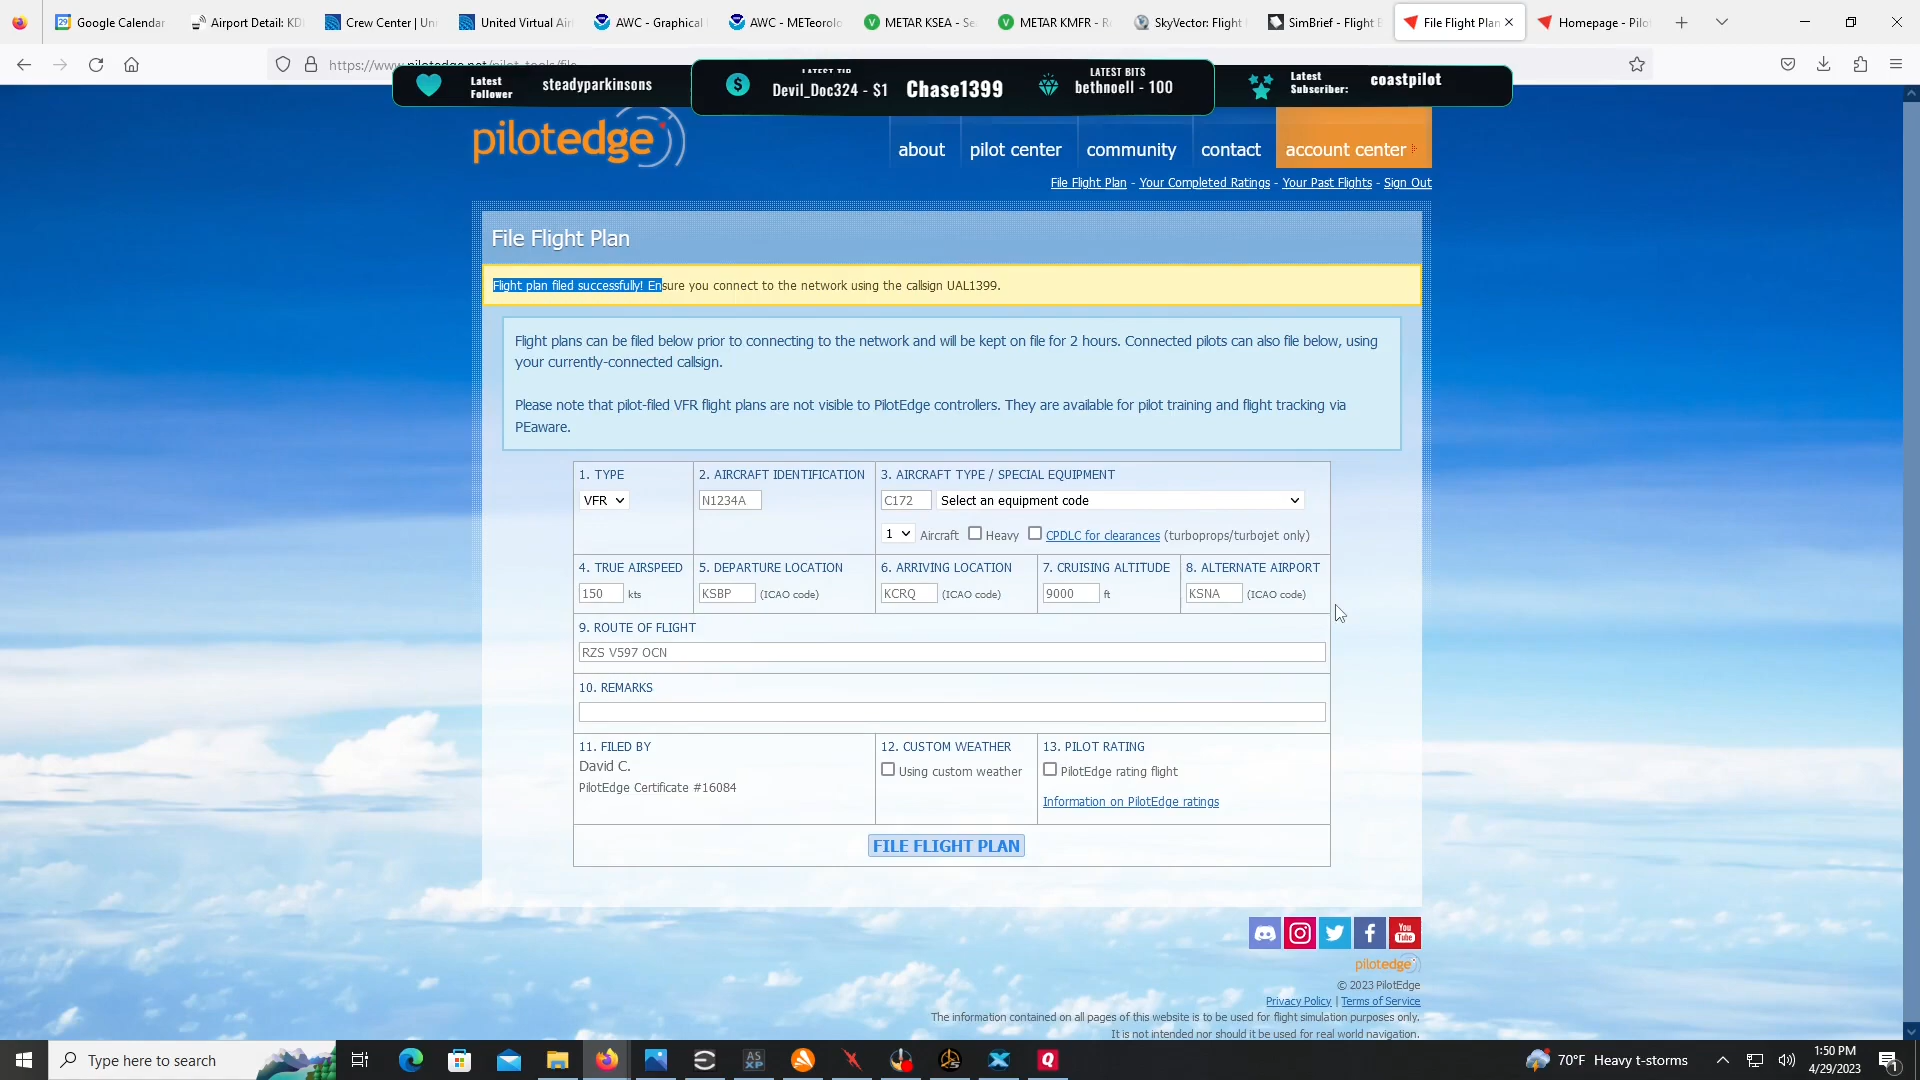 Google Calendar
Airport Detail: KD
Crew Center | Un
United Virtual Air
AWC - Graphical
AWC - METeorolo
METAR KSEA - Se
METAR KMFR - R
SkyVector: Flight
SimBrief - Flight
File Flight Plan
Homepage - Pilo
https://www.pilotedge.net/pilot_tools/file
Latest Follower
steadyparkinsons
LATEST TIP
Devil_Doc324 - $1
Chase1399
LATEST BITS
bethnoell - 100
Latest Subscriber:
coastpilot
pilotedge
about
pilot center
community
contact
account center
File Flight Plan - Your Completed Ratings - Your Past Flights - Sign Out
File Flight Plan
Flight plan filed successfully! Ensure you connect to the network using the callsign UAL1399.
Flight plans can be filed below prior to connecting to the network and will be kept on file for 2 hours. Connected pilots can also file below, using
your currently-connected callsign.
Please note that pilot-filed VFR flight plans are not visible to PilotEdge controllers. They are available for pilot training and flight tracking via
PEaware.
1. TYPE
2. AIRCRAFT IDENTIFICATION
3. AIRCRAFT TYPE / SPECIAL EQUIPMENT
VFR
N1234A
C172
Select an equipment code
1
Aircraft
Heavy
CPDLC for clearances (turboprops/turbojet only)
4. TRUE AIRSPEED
5. DEPARTURE LOCATION
6. ARRIVING LOCATION
7. CRUISING ALTITUDE
8. ALTERNATE AIRPORT
150 kts
KSBP (ICAO code)
KCRQ (ICAO code)
9000 ft
KSNA (ICAO code)
9. ROUTE OF FLIGHT
RZS V597 OCN
10. REMARKS
11. FILED BY
12. CUSTOM WEATHER
13. PILOT RATING
David C.
Using custom weather
PilotEdge rating flight
PilotEdge Certificate #16084
Information on PilotEdge ratings
FILE FLIGHT PLAN
You Tube
pilotedge
© 2023 PilotEdge
Privacy Policy | Terms of Service
The information contained on all pages of this website is to be used for flight simulation purposes only.
It is not intended nor should it be used for real world navigation.
Type here to search
AS XP
70°F Heavy t-storms
1:50 PM
4/29/2023
1